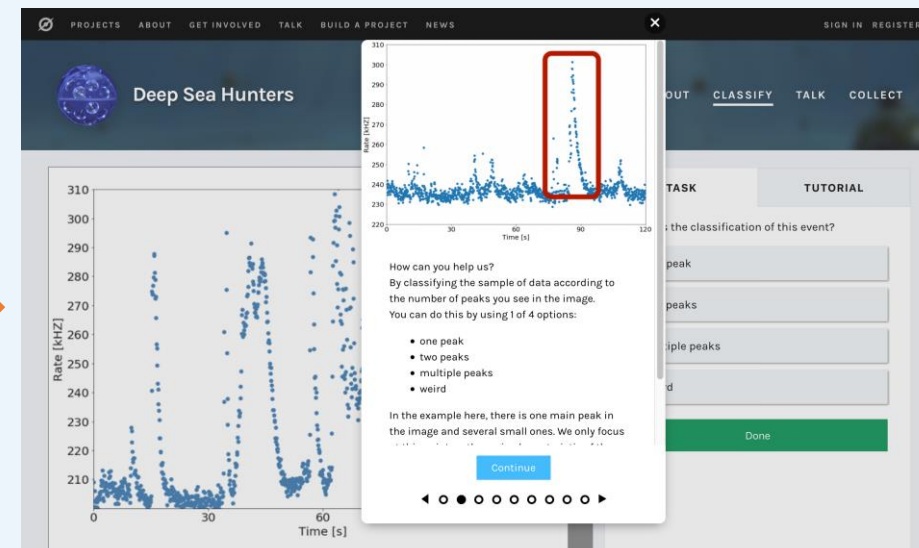 PROJECTS ABOUT GET INVOLVED TALK BUILD A PROJECT NEWS
SIGN IN REGISTER
Deep Sea Hunters
OUT CLASSIFY TALK COLLECT
310
300
290
280
270
260
250
240
230
220
Rate [kHZ]
0 30 60 90 120
Time [s]
How can you help us?
By classifying the sample of data according to
the number of peaks you see in the image.
You can do this by using 1 of 4 options:
• one peak
• two peaks
• multiple peaks
• weird
In the example here, there is one main peak in
the image and several small ones. We only focus
Continue
310
300
290
280
270
260
250
240
230
220
210
Rate [kHZ]
0 30 60
Time [s]
TASK TUTORIAL
s the classification of this event?
peak
peaks
iple peaks
rd
Done